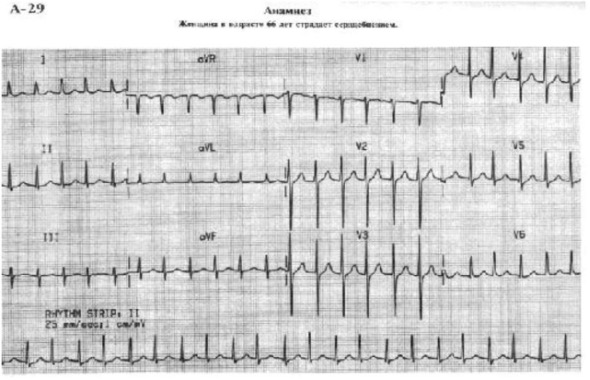 А-29
Анамнез
Женщина в возрасте 66 лет страдает сердцебиением.
I aVR V1 V4
II aVL V2 V5
III aVF V3 V6
RHYTHM STRIP: II
25 mm/sec; 1 cm/mV